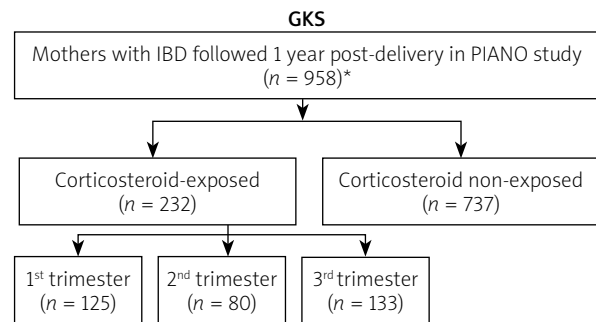 GKS
Mothers with IBD followed 1 year post-delivery in PIANO study
(n = 958)*
Corticosteroid-exposed
(n = 232)
Corticosteroid non-exposed
(n = 737)
1st trimester
(n = 125)
2nd trimester
(n = 80)
3rd trimester
(n = 133)